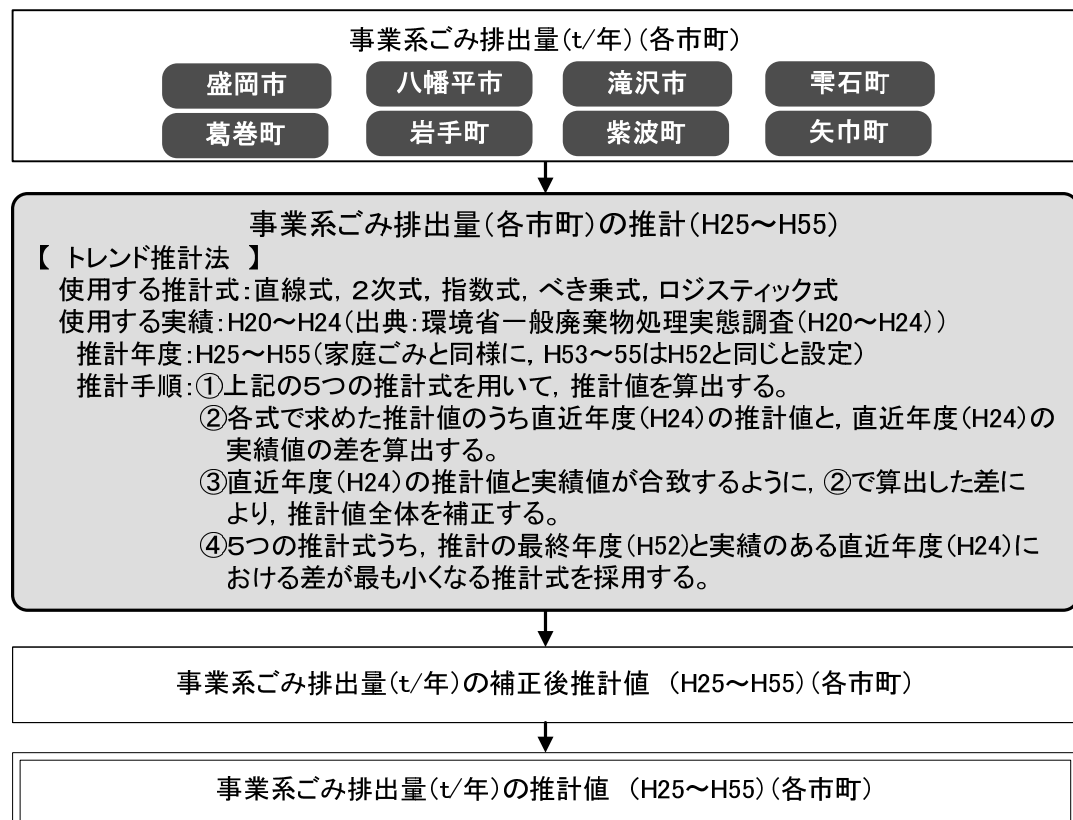 事業系ごみ排出量(t/年)(各市町)
盛岡市 八幡平市 滝沢市 雫石町
葛巻町 岩手町 紫波町 矢巾町
事業系ごみ排出量(各市町)の推計(H25～H55)
【 トレンド推計法 】
使用する推計式:直線式, 2次式, 指数式, べき乗式, ロジスティック式
使用する実績:H20～H24(出典:環境省一般廃棄物処理実態調査(H20～H24))
推計年度:H25～H55(家庭ごみと同様に, H53～55はH52と同じと設定)
推計手順:①上記の5つの推計式を用いて, 推計値を算出する。
②各式で求めた推計値のうち直近年度(H24)の推計値と, 直近年度(H24)の
実績値の差を算出する。
③直近年度(H24)の推計値と実績値が合致するように, ②で算出した差に
より, 推計値全体を補正する。
④5つの推計式うち, 推計の最終年度(H52)と実績のある直近年度(H24)に
おける差が最も小くなる推計式を採用する。
事業系ごみ排出量(t/年)の補正後推計値 (H25～H55)(各市町)
事業系ごみ排出量(t/年)の推計値 (H25～H55)(各市町)